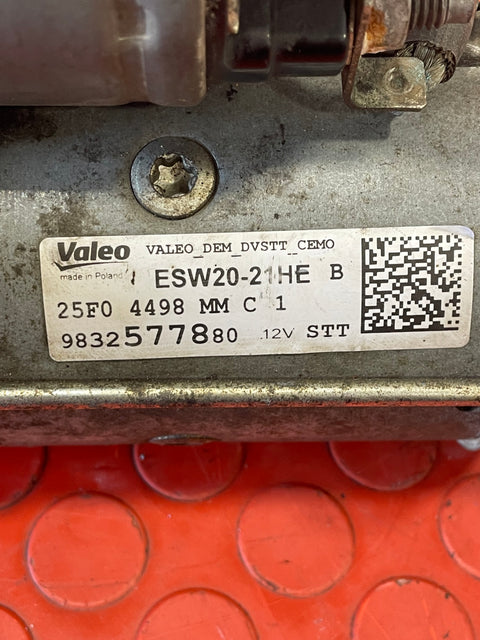 Valeo VALEO_DEM_DVSTT_CEMO
made in Poland
ESW20-21HE B
25F0 4498 MM C 1
9832577880 12V STT